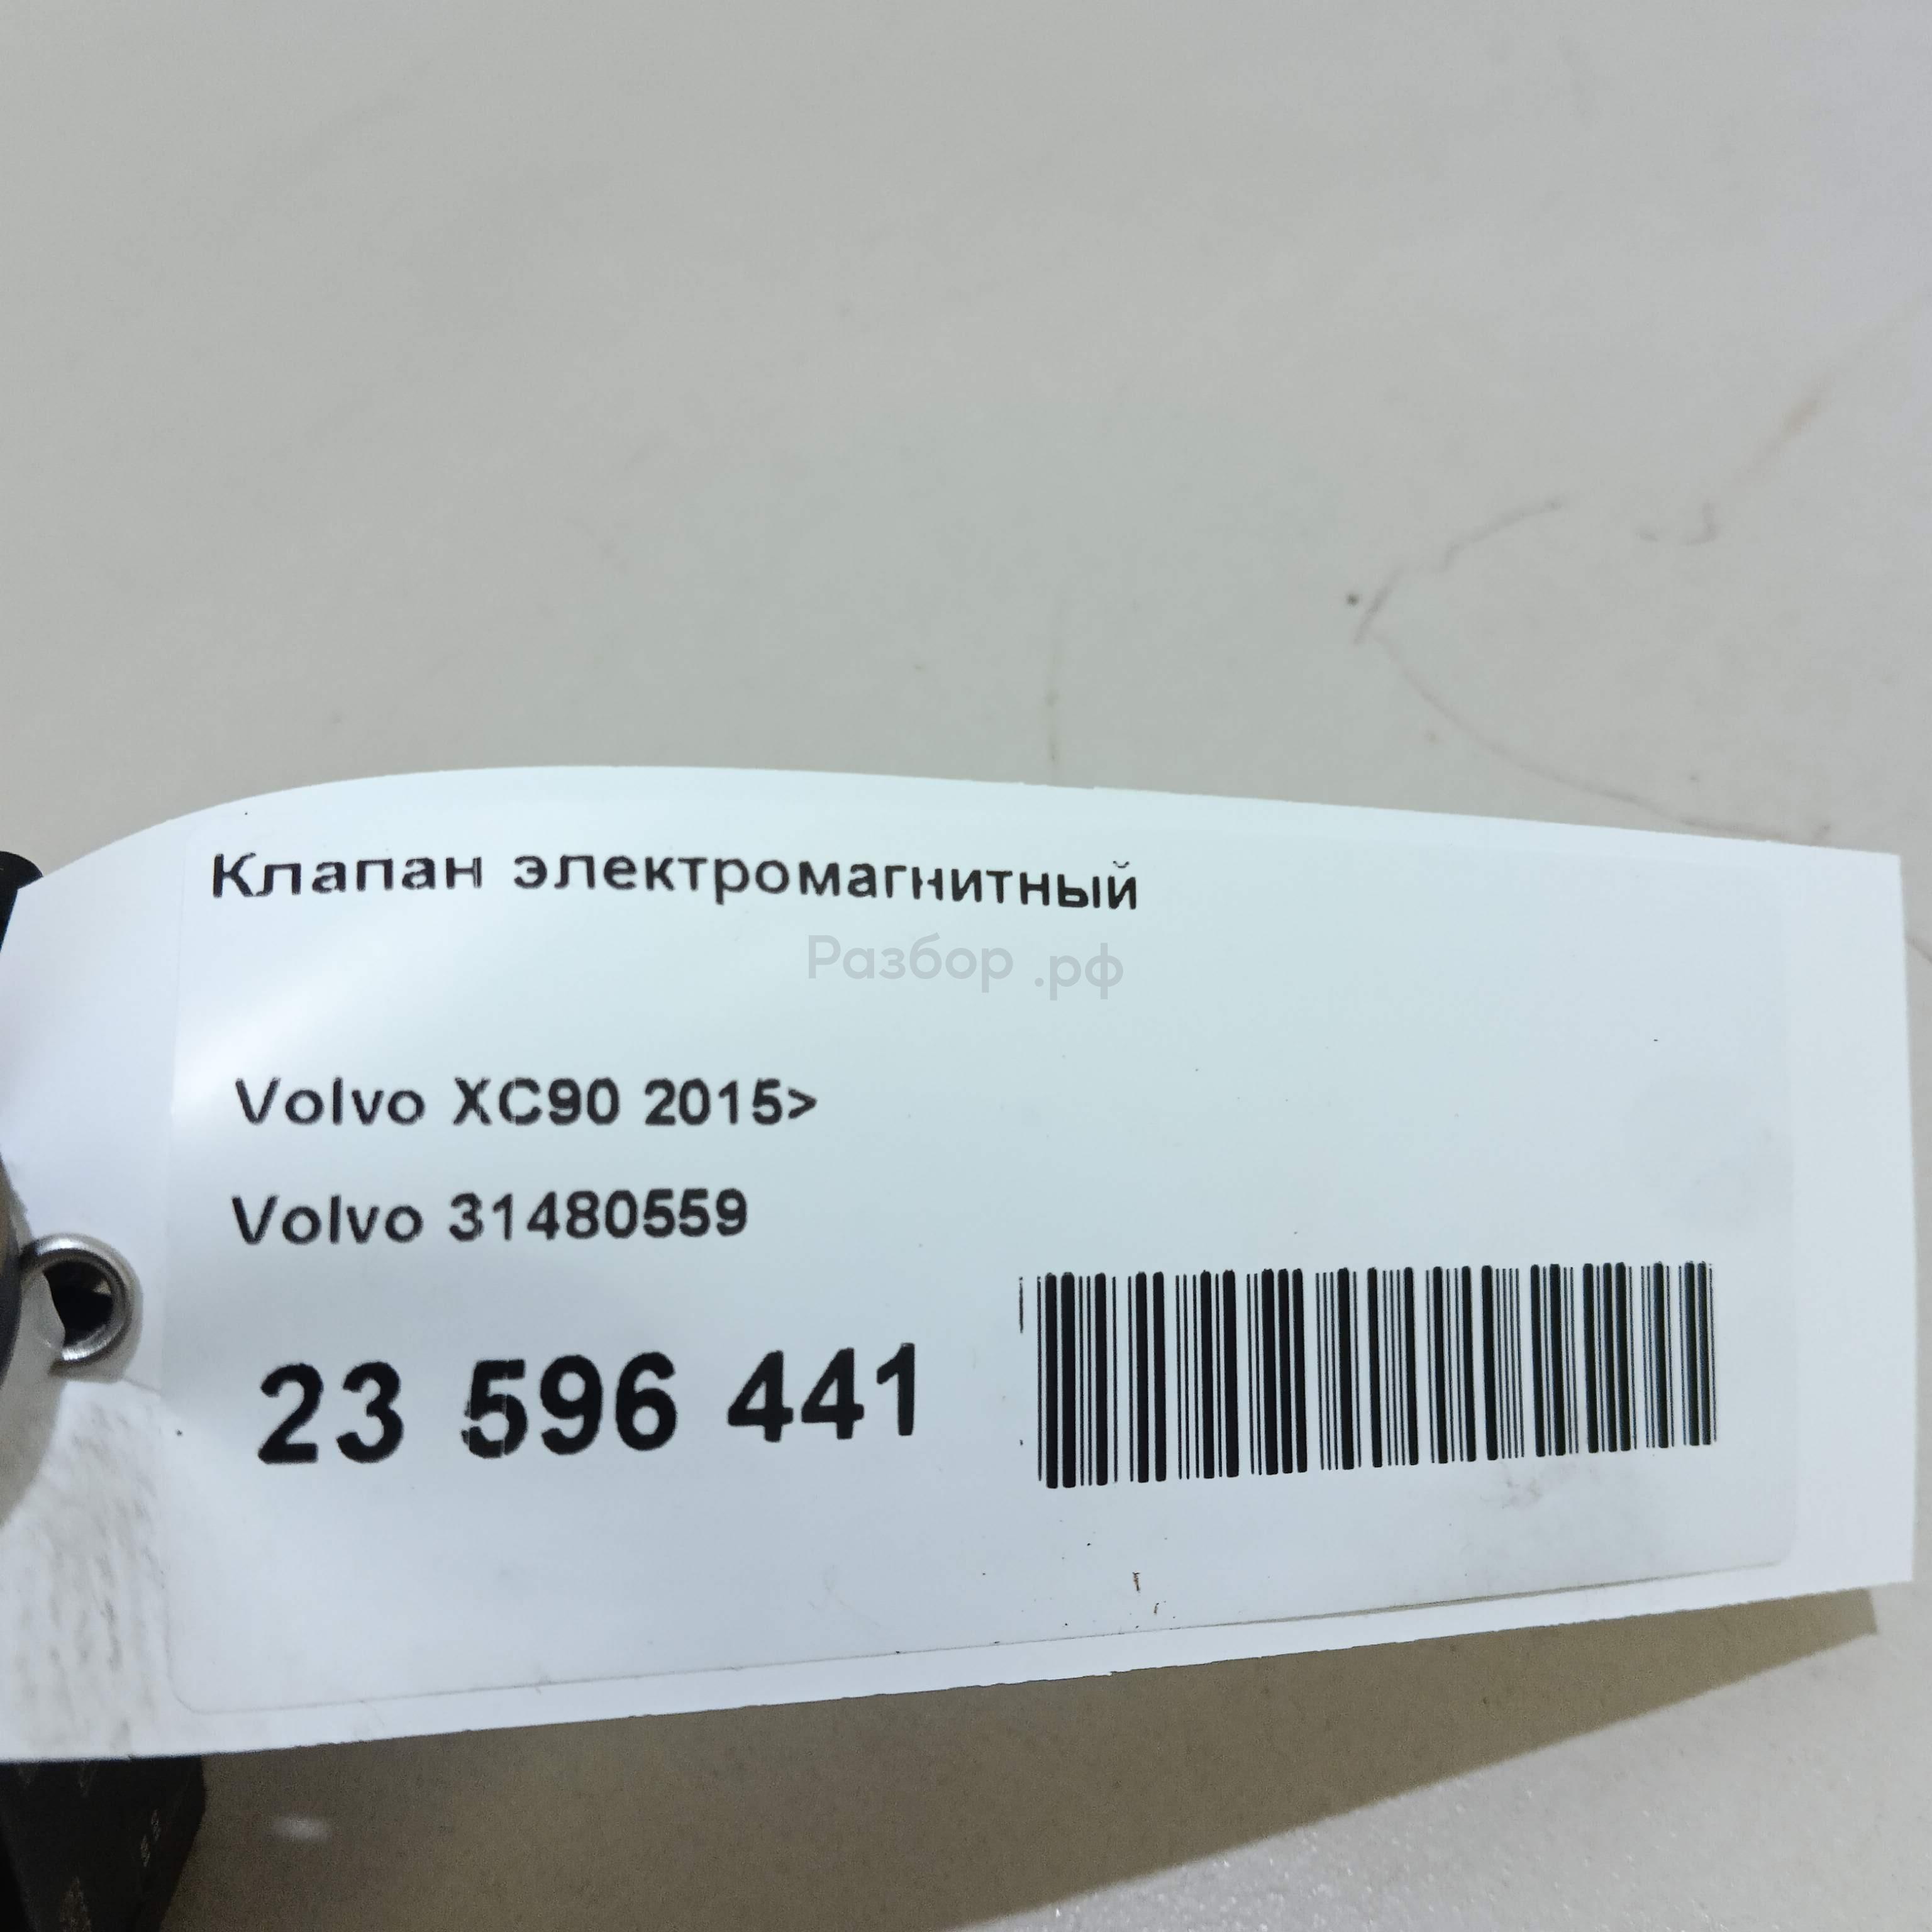 Клапан электромагнитный
Разбор.рф
Volvo XC90 2015>
Volvo 31480559
23 596 441